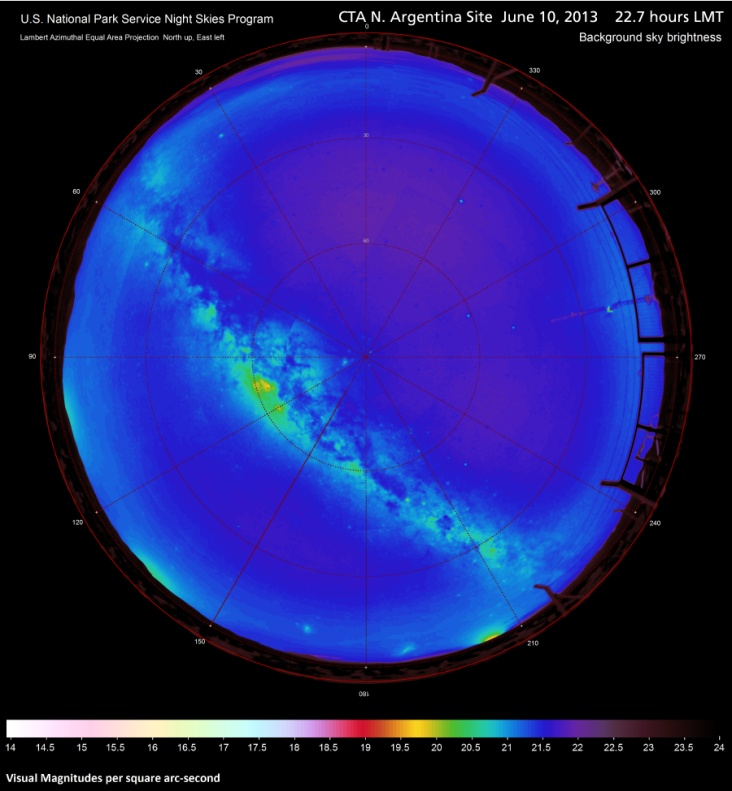 U.S. National Park Service Night Skies Program
CTA N. Argentina Site June 10, 2013 22.7 hours LMT
Lambert Azimuthal Equal Area Projection North up, East left
Background sky brightness
0
30
330
30
60
300
60
90
270
120
240
150
210
180
14 14.5 15 15.5 16 16.5 17 17.5 18 18.5 19 19.5 20 20.5 21 21.5 22 22.5 23 23.5 24
Visual Magnitudes per square arc-second